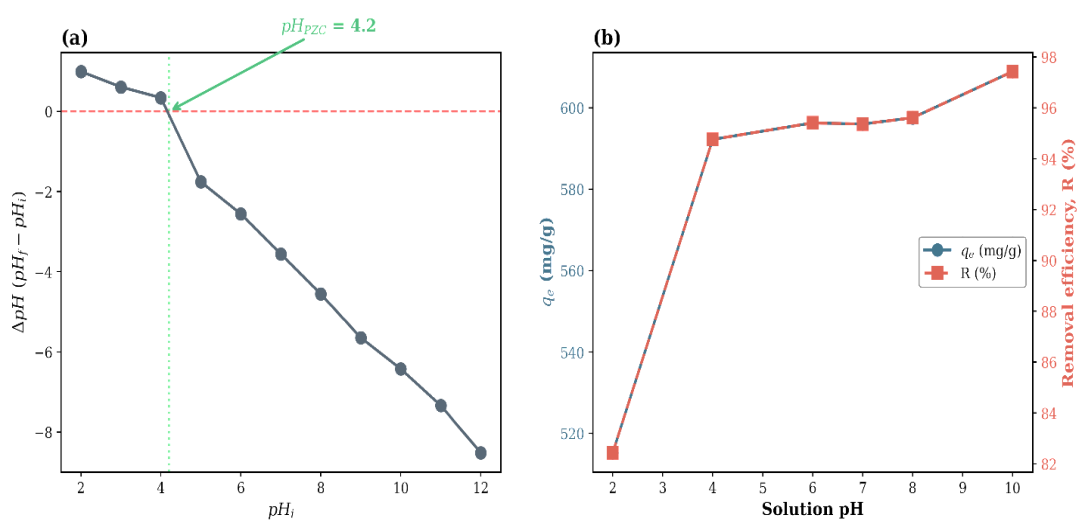 pH_PZC = 4.2
(a)
0
−2
−4
−6
−8
ΔpH (pH_f − pH_i)
2 4 6 8 10 12
pH_i
(b)
600
580
560
540
520
q_e (mg/g)
q_e (mg/g)
R (%)
98
96
94
92
90
88
86
84
82
Removal efficiency, R (%)
2 3 4 5 6 7 8 9 10
Solution pH